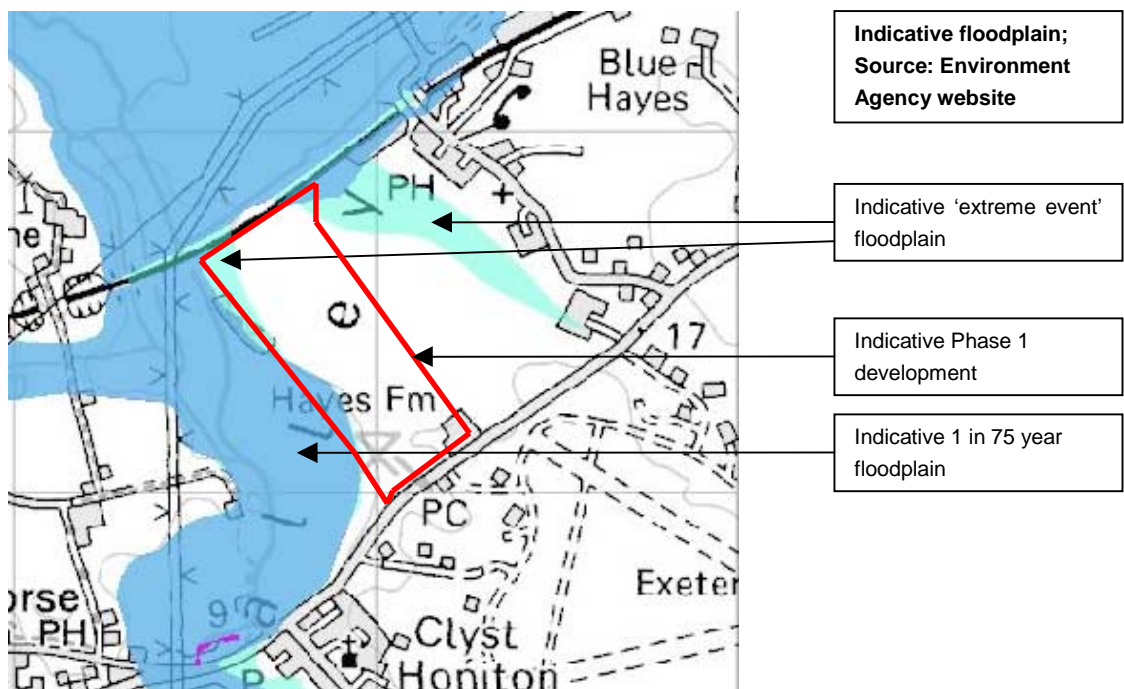 Indicative floodplain;
Source: Environment
Agency website
Indicative ‘extreme event’
floodplain
Indicative Phase 1
development
Indicative 1 in 75 year
floodplain
Blue
Hayes
PH
17
Hayes Fm
PC
Exeter
9
PH
Clyst
Honiton
P